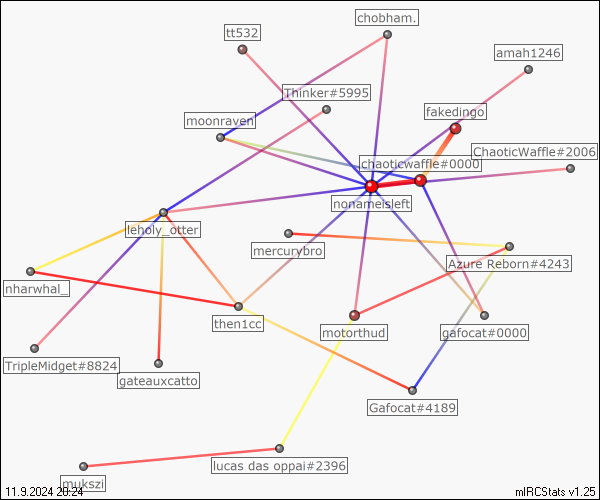 chobham.
tt532
amah1246
Thinker#5995
fakedingo
moonraven
ChaoticWaffle#2006
chaoticwaffle#0000
nonameisleft
leholy_otter
mercurybro
Azure Reborn#4243
nharwhal_
then1cc
motorthud
gafocat#0000
TripleMidget#8824
gateauxcatto
Gafocat#4189
lucas das oppai#2396
mukszi
11.9.2024 20:24
mIRCStats v1.25